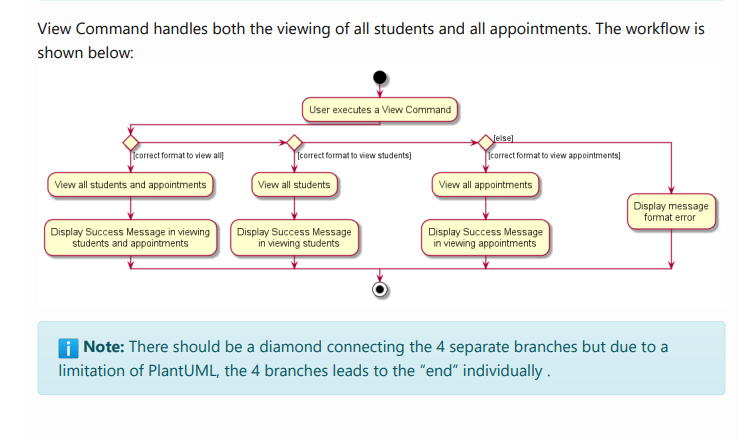 View Command handles both the viewing of all students and all appointments. The workflow is
shown below:
User executes a View Command
[else]
[correct format to view all]
[correct format to view students]
[correct format to view appointments]
View all students and appointments
View all students
View all appointments
Display message
format error
Display Success Message in viewing
students and appointments
Display Success Message
in viewing students
Display Success Message
in viewing appointments
i Note: There should be a diamond connecting the 4 separate branches but due to a
limitation of PlantUML, the 4 branches leads to the “end” individually .